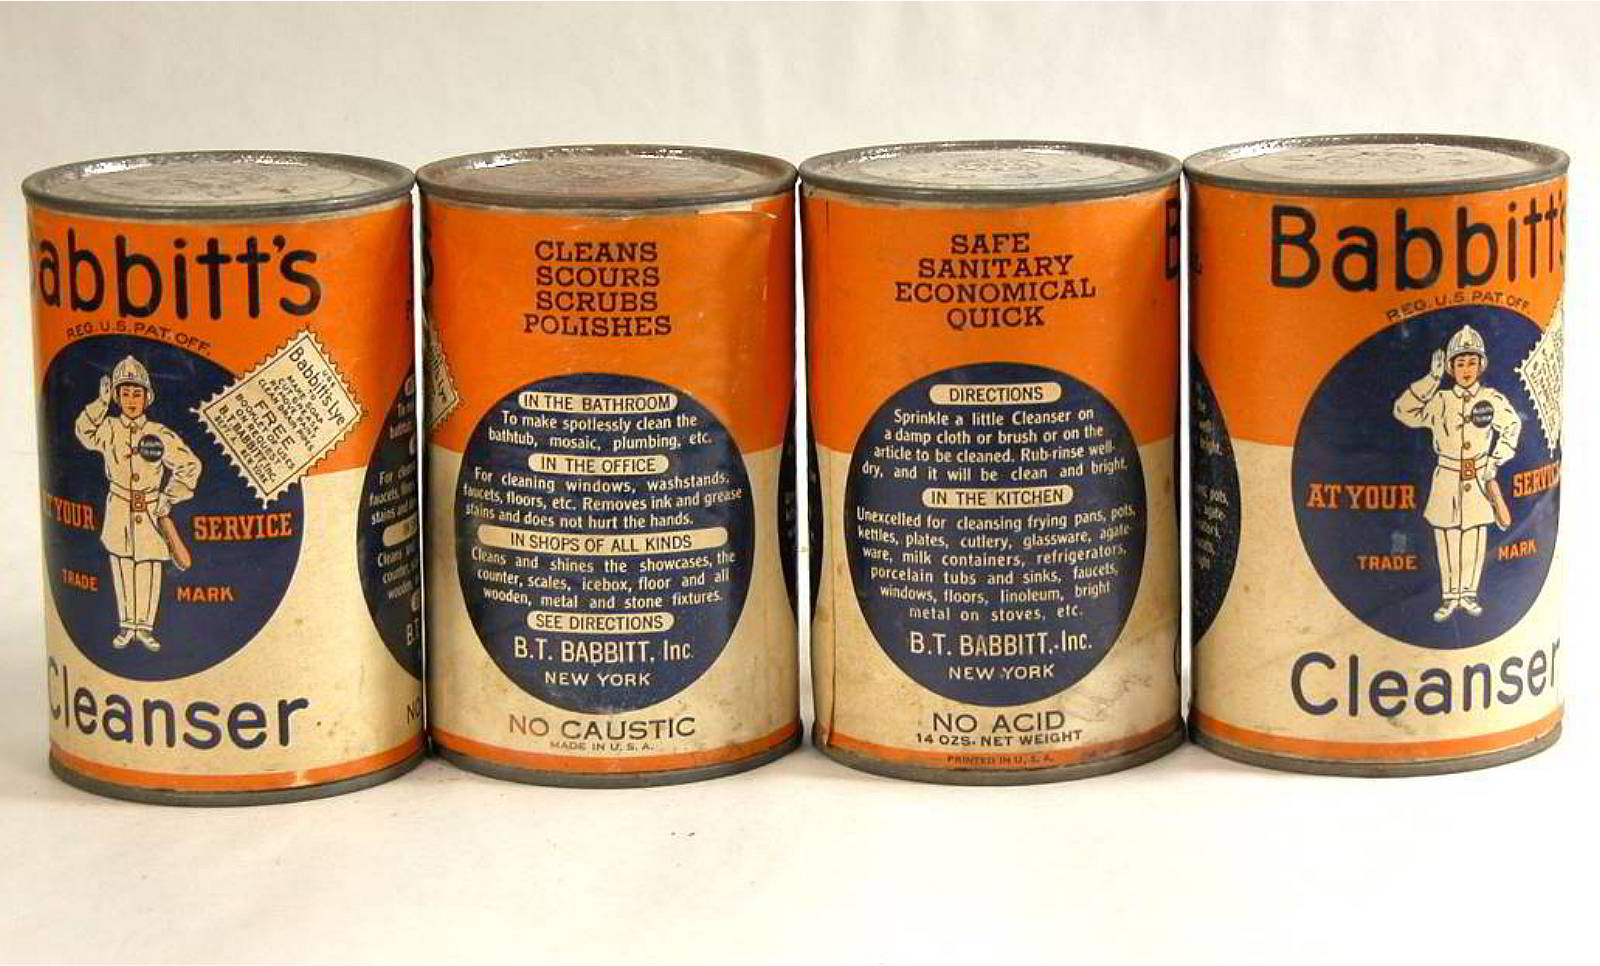 abbitt's
REG. U.S. PAT. OFF.
Babbitt's Lye
FREE
AT YOUR SERVICE
TRADE MARK
Cleanser
CLEANS
SCOURS
SCRUBS
POLISHES
IN THE BATHROOM
To make spotlessly clean the
bathtub, mosaic, plumbing, etc.
IN THE OFFICE
For cleaning windows, washstands,
faucets, floors, etc. Removes ink and grease
stains and does not hurt the hands.
IN SHOPS OF ALL KINDS
Cleans and shines the showcases, the
counter, scales, icebox, floor and all
wooden, metal and stone fixtures.
SEE DIRECTIONS
B.T. BABBITT, Inc.
NEW YORK
NO CAUSTIC
MADE IN U.S.A.
SAFE
SANITARY
ECONOMICAL
QUICK
DIRECTIONS
Sprinkle a little Cleanser on
a damp cloth or brush or on the
article to be cleaned. Rub-rinse well-
dry, and it will be clean and bright.
IN THE KITCHEN
Unexcelled for cleansing frying pans, pots,
kettles, plates, cutlery, glassware, agate-
ware, milk containers, refrigerators,
porcelain tubs and sinks, faucets,
windows, floors, linoleum, bright
metal on stoves, etc.
B.T. BABBITT.-Inc.
NEW YORK
NO ACID
14 OZS. NET WEIGHT
PRINTED IN U.S.A.
Babbitt's
REG. U.S. PAT. OFF.
AT YOUR SERVICE
TRADE MARK
Cleanser